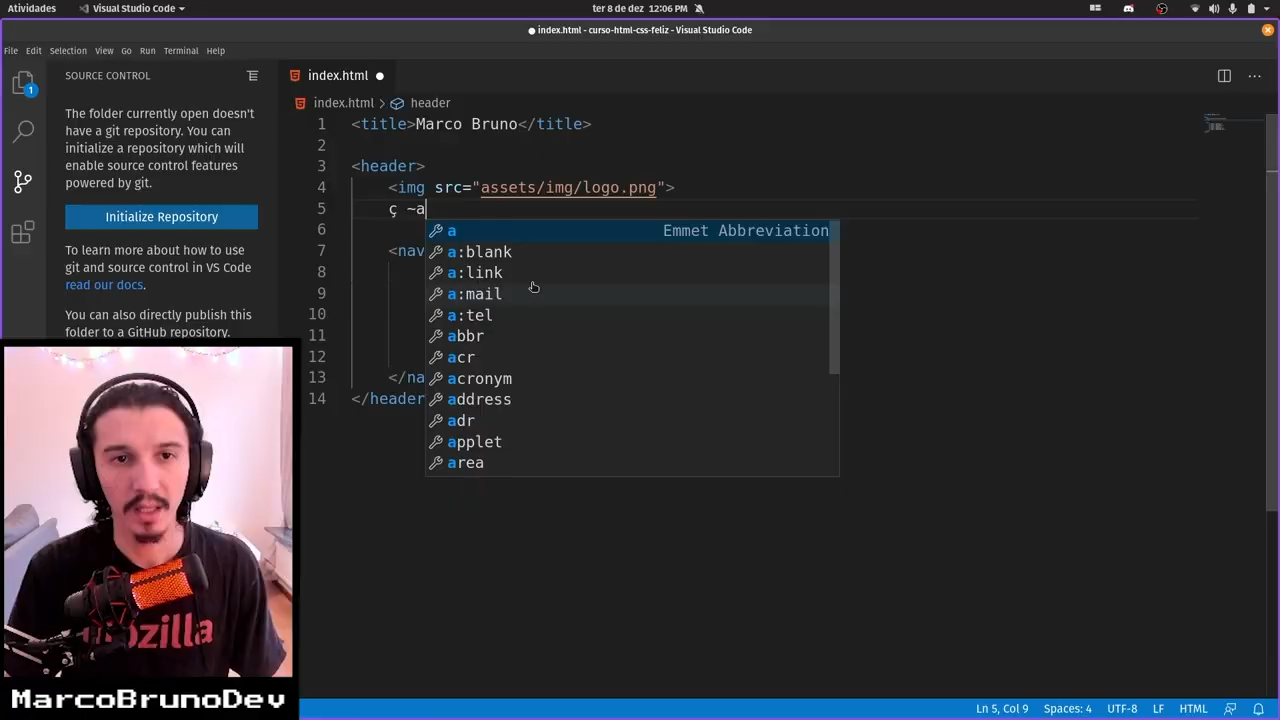 Atividades
Visual Studio Code
ter 8 de dez 12:06 PM
index.html - curso-html-css-feliz - Visual Studio Code
File Edit Selection View Go Run Terminal Help
SOURCE CONTROL
index.html
1
The folder currently open doesn't
have a git repository. You can
initialize a repository which will
enable source control features
powered by git.
Initialize Repository
To learn more about how to use
git and source control in VS Code
read our docs.
You can also directly publish this
folder to a GitHub repository.
index.html > header
1 <title>Marco Bruno</title>
2
3 <header>
4 <img src="assets/img/logo.png">
5 ç ~a
6
7 <nav
8
9
10
11
12
13 </na
14 </header
a Emmet Abbreviation
a:blank
a:link
a:mail
a:tel
abbr
acr
acronym
address
adr
applet
area
mozilla
MarcoBrunoDev
Ln 5, Col 9 Spaces: 4 UTF-8 LF HTML